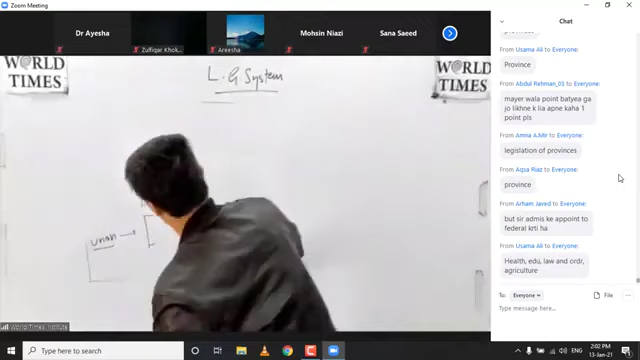 Zoom Meeting
Dr Ayesha
Zulfiqar Khok...
Areesha
Mohsin Niazi
Sana Saeed
W@RLD
TIMES
L.G System
W@RLD
TIMES
union →
World Times Institute
Chat
Province
From Usama Ali to Everyone:
Province
From Abdul Rehman_03 to Everyone:
mayer wala point batyea ga
jo likhne k lia apne kaha 1
point pls
From Amna A.Mir to Everyone:
legislation of provinces
From Aqsa Riaz to Everyone:
province
From Arham Javed to Everyone:
but sir admis ke appoint to
federal krti ha
From Usama Ali to Everyone:
Health, edu, law and ordr,
agriculture
To: Everyone
File
Type message here...
Type here to search
2:02 PM
13-Jan-21